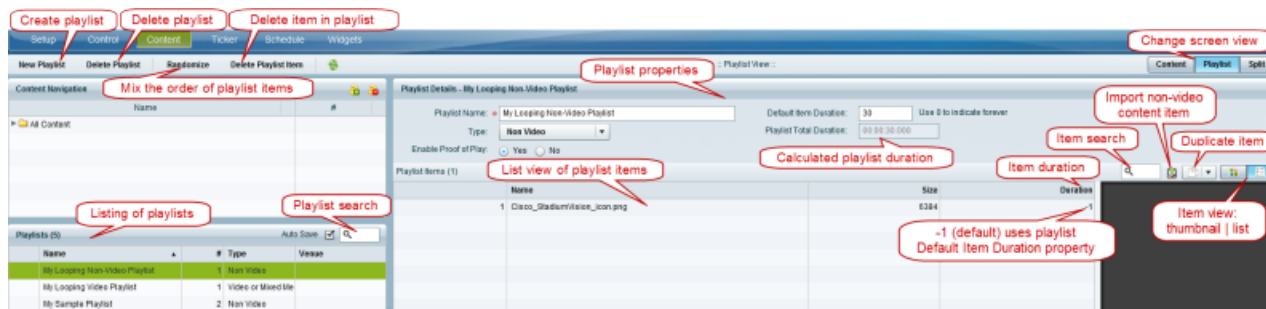 Create playlist
Delete playlist
Delete item in playlist
Setup Control Content Ticker Schedule Widgets
Change screen view
New Playlist Delete Playlist Randomize Delete Playlist Item
:: Playlist View ::
Content Playlist Split
Mix the order of playlist items
Playlist properties
Content Navigation
Name #
All Content
Playlist Details - My Looping Non-Video Playlist
Playlist Name: My Looping Non-Video Playlist
Default Item Duration: 30 Use 0 to indicate forever
Type: Non Video
Playlist Total Duration: 00:00:30:000
Enable Proof of Play: Yes No
Import non-video
content item
Item search
Duplicate item
Calculated playlist duration
Playlist Items (1)
List view of playlist items
Item duration
Name Size Duration
1 Cisco_StadiumVision_icon.png 6384 -1
Listing of playlists
Playlist search
-1 (default) uses playlist
Default Item Duration property
Item view:
thumbnail | list
Playlists (5) Auto Save
Name # Type Venue
My Looping Non-Video Playlist 1 Non Video
My Looping Video Playlist 1 Video or Mixed Me
My Sample Playlist 2 Non Video